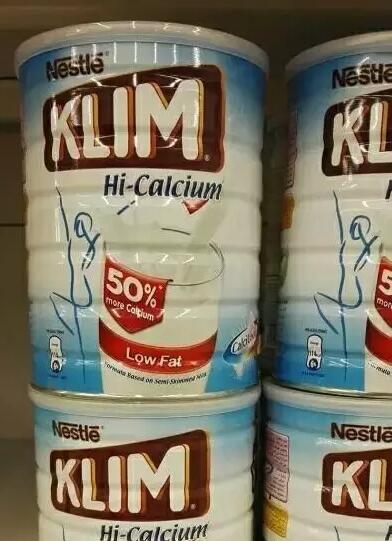 Nestlé
KLIM
Hi-Calcium
50%
more Calcium
Low Fat
Formula Based on Semi-Skimmed Milk
Nestlé
KL
Nestlé
KLIM
Hi-Calcium
Nestlé
KL